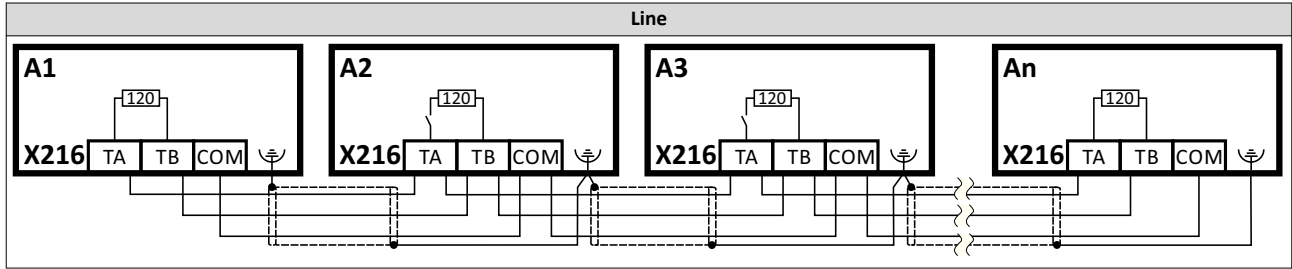 Line
A1 A2 A3 An
120 120 120 120
X216 TA TB COM X216 TA TB COM X216 TA TB COM X216 TA TB COM